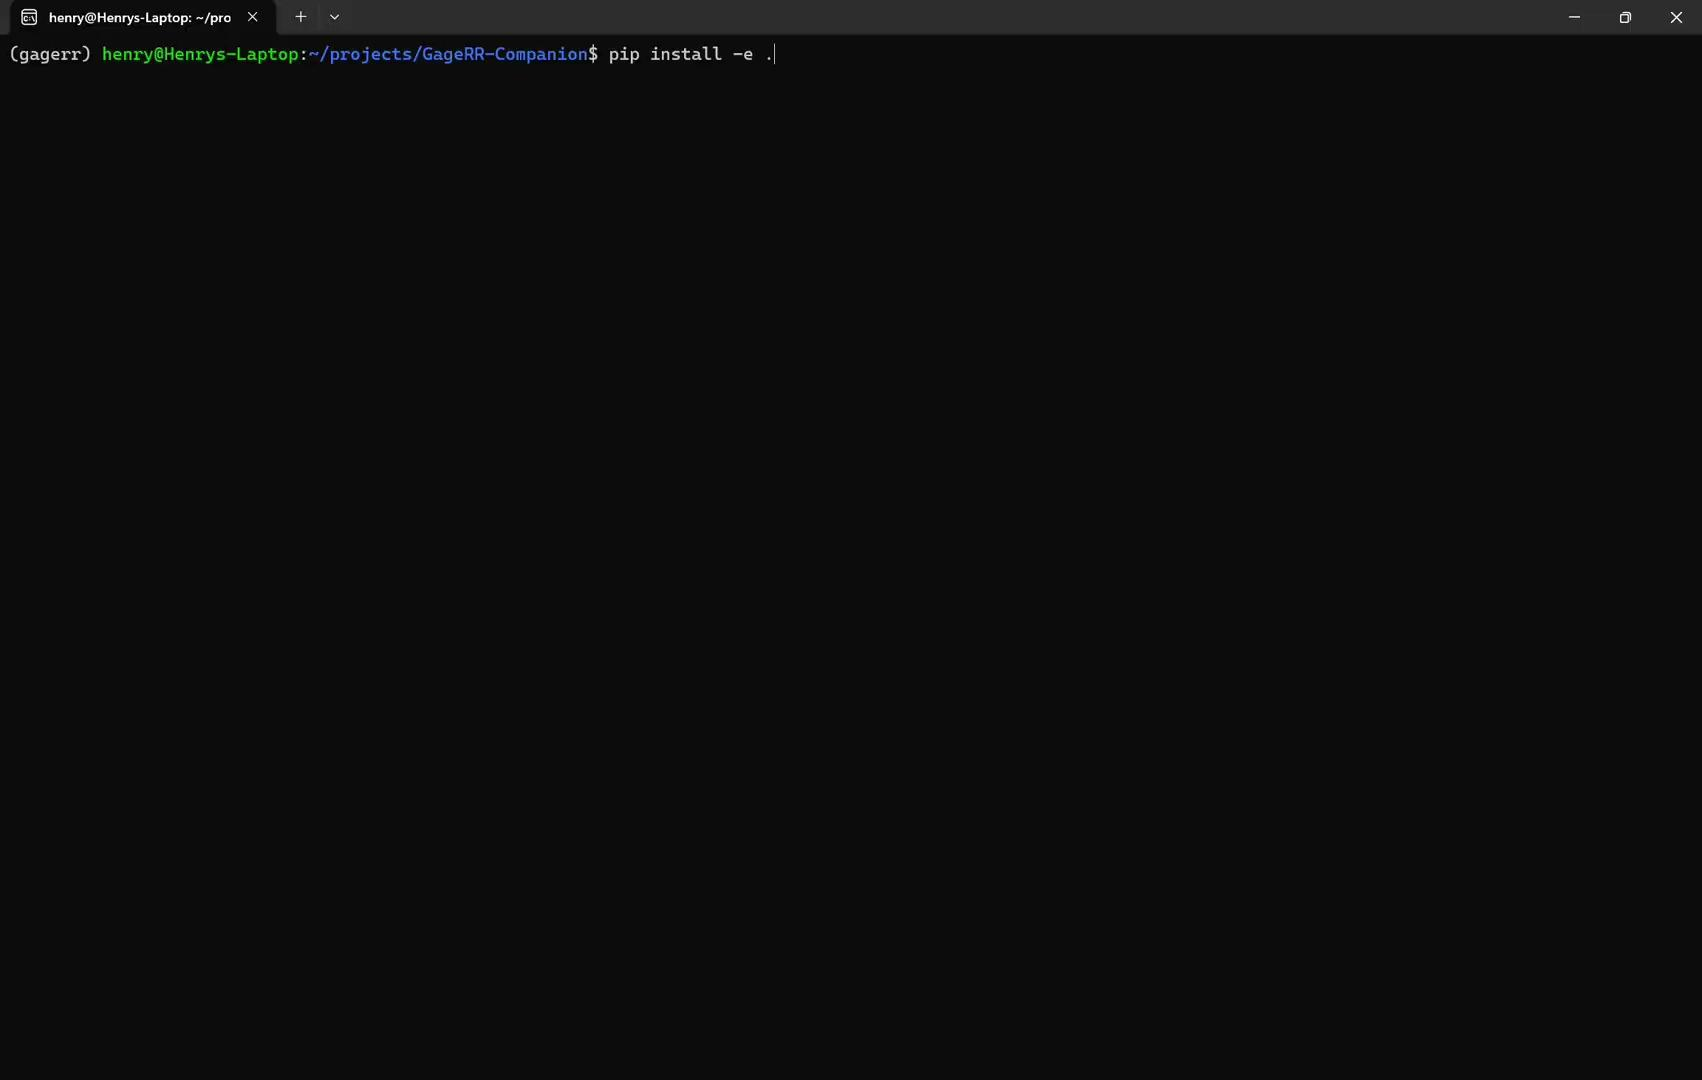 henry@Henrys-Laptop: ~/pro
(gagerr) henry@Henrys-Laptop:~/projects/GageRR-Companion$ pip install -e .